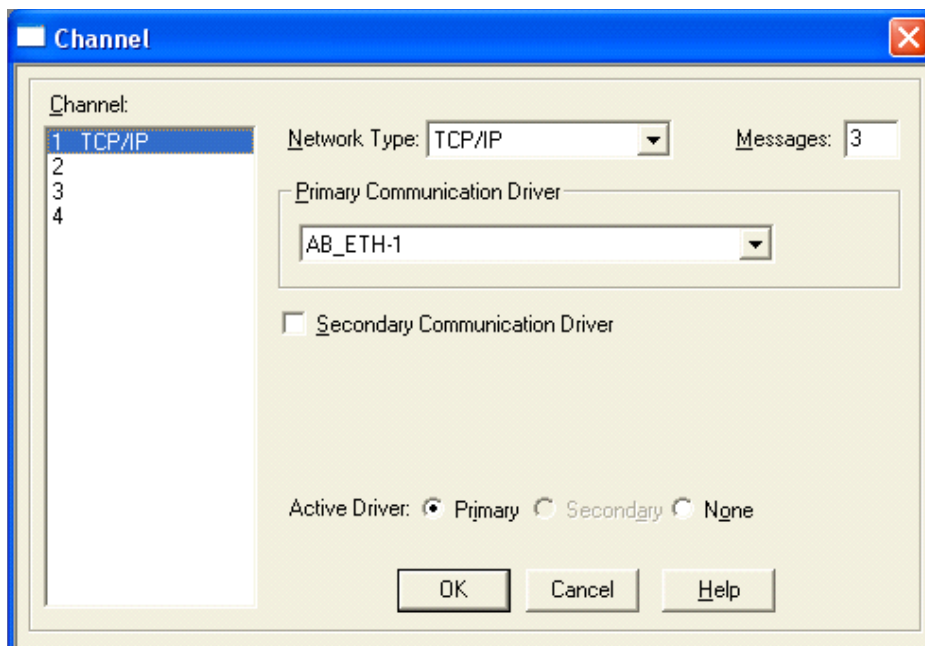 Channel
Channel:
1 TCP/IP
2
3
4
Network Type: TCP/IP
Messages: 3
Primary Communication Driver
AB_ETH-1
Secondary Communication Driver
Active Driver: Primary Secondary None
OK Cancel Help